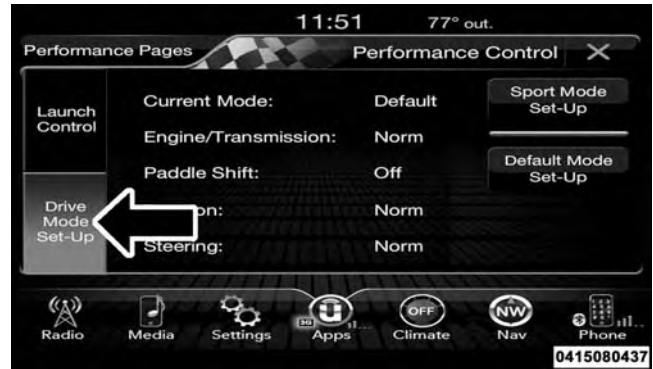 11:51 77° out.
Performance Pages Performance Control
Launch
Control
Current Mode: Default
Sport Mode
Set-Up
Engine/Transmission: Norm
Paddle Shift: Off
Default Mode
Set-Up
Drive
Mode
Set-Up
on: Norm
Steering: Norm
3G
OFF
NW
Radio Media Settings Apps Climate Nav Phone
0415080437